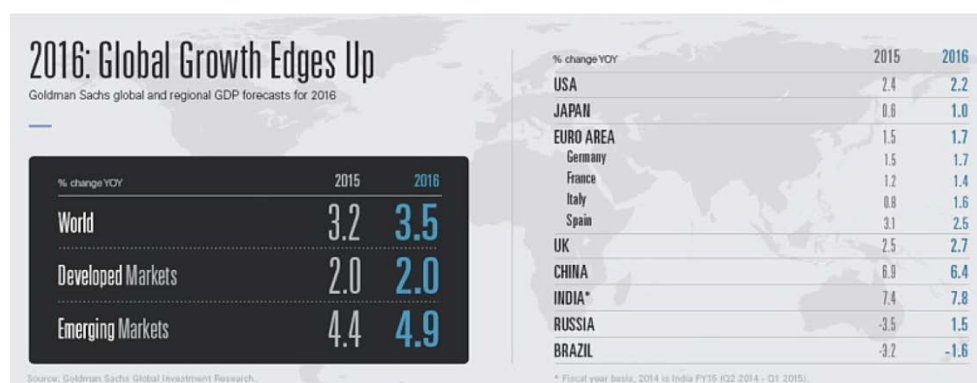 2016: Global Growth Edges Up
Goldman Sachs global and regional GDP forecasts for 2016
% change YOY 2015 2016
World 3.2 3.5
Developed Markets 2.0 2.0
Emerging Markets 4.4 4.9
Source: Goldman Sachs Global Investment Research.
% change YOY 2015 2016
USA 2.4 2.2
JAPAN 0.6 1.0
EURO AREA 1.5 1.7
Germany 1.5 1.7
France 1.2 1.4
Italy 0.8 1.6
Spain 3.1 2.5
UK 2.5 2.7
CHINA 6.9 6.4
INDIA* 7.4 7.8
RUSSIA -3.5 1.5
BRAZIL -3.2 -1.6
* Fiscal year basis, 2014 is India FY15 (Q2 2014 - Q1 2015).